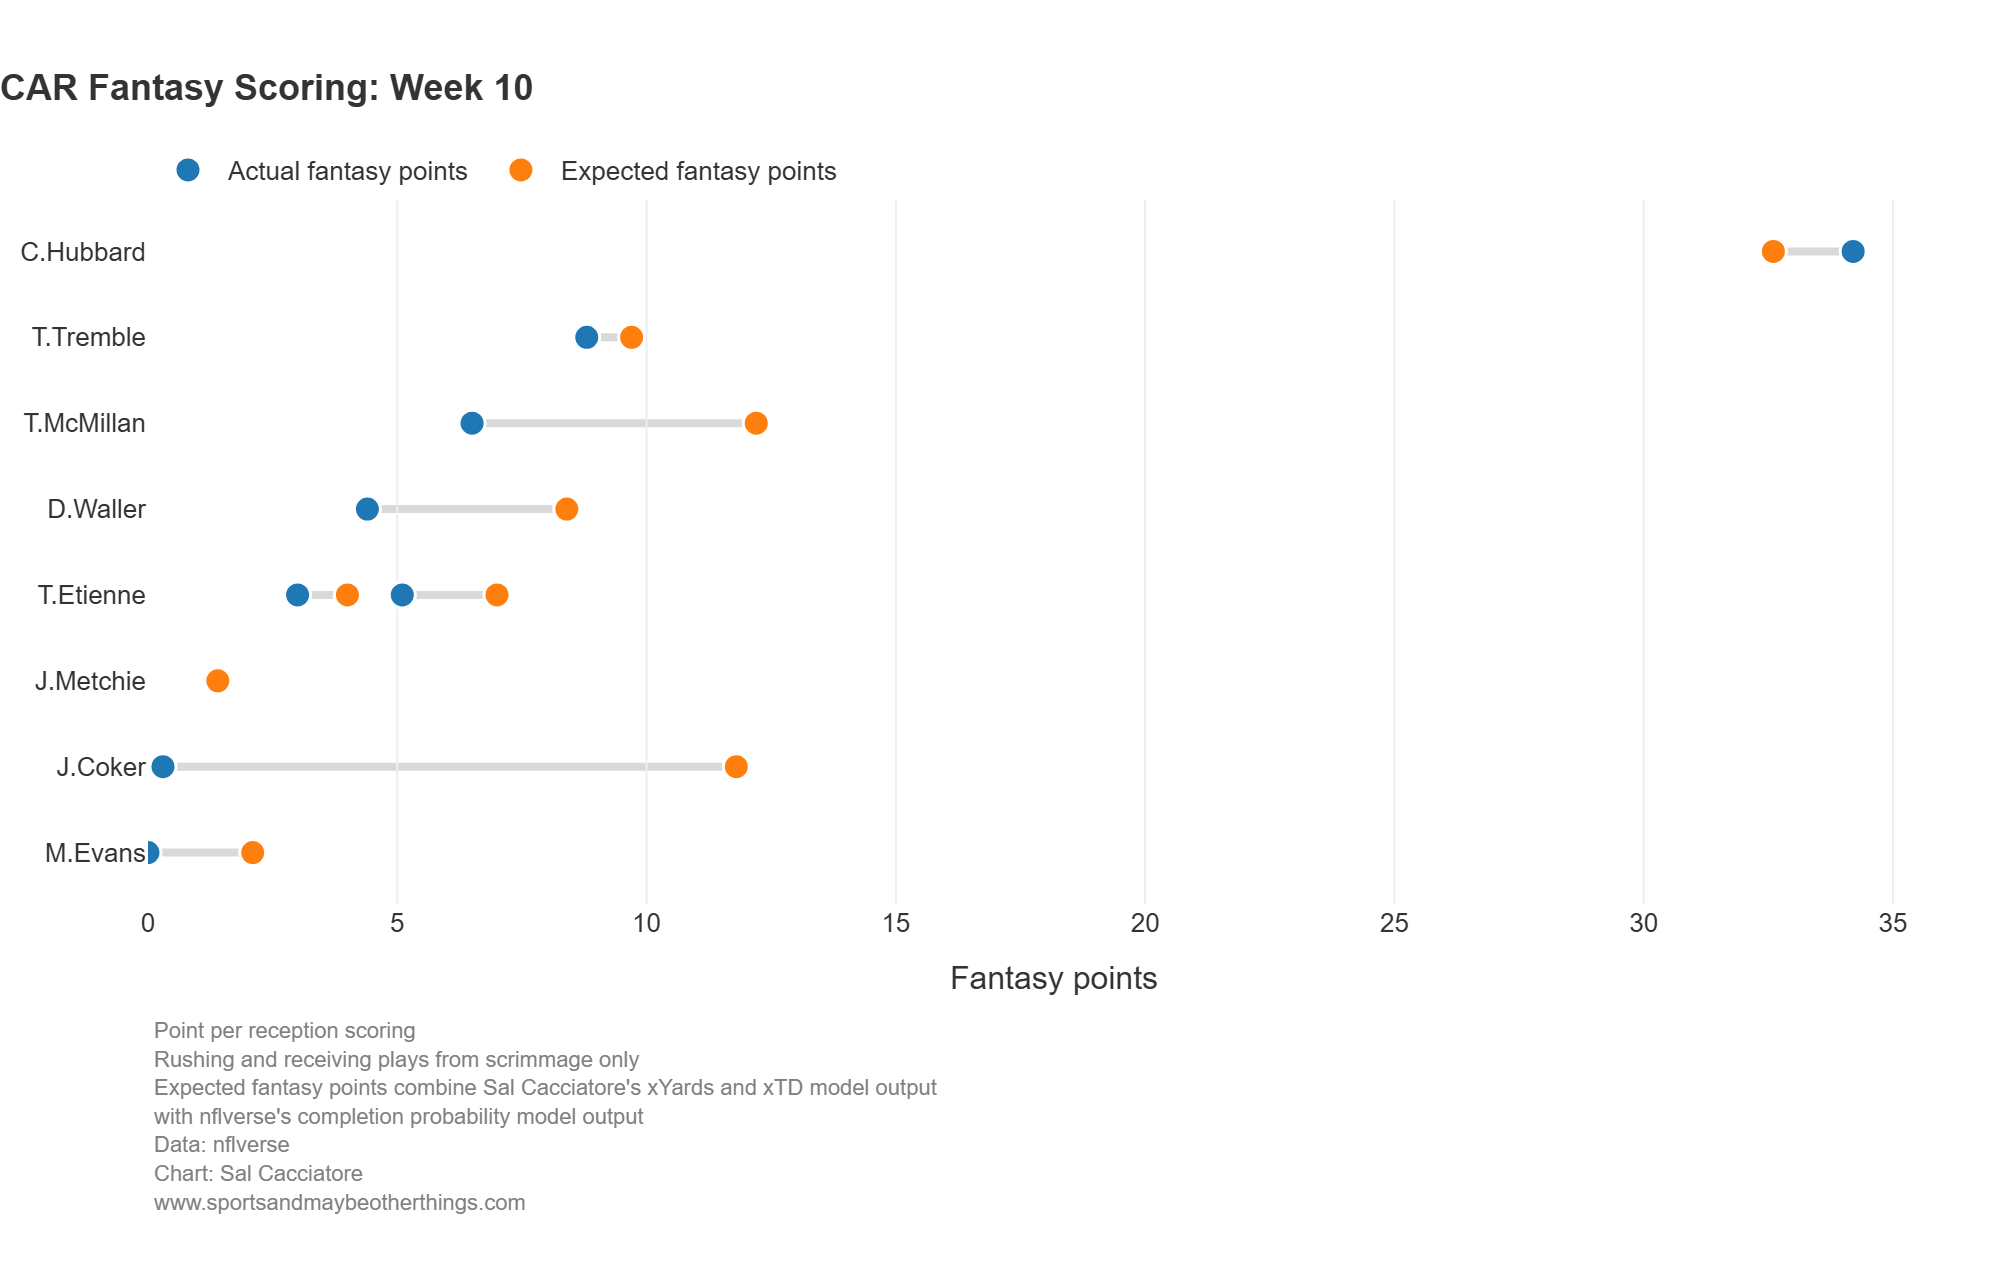 CAR Fantasy Scoring: Week 10
Actual fantasy points
Expected fantasy points
C.Hubbard
T.Tremble
T.McMillan
D.Waller
T.Etienne
J.Metchie
J.Coker
M.Evans
0 5 10 15 20 25 30 35
Fantasy points
Point per reception scoring
Rushing and receiving plays from scrimmage only
Expected fantasy points combine Sal Cacciatore's xYards and xTD model output
with nflverse's completion probability model output
Data: nflverse
Chart: Sal Cacciatore
www.sportsandmaybeotherthings.com